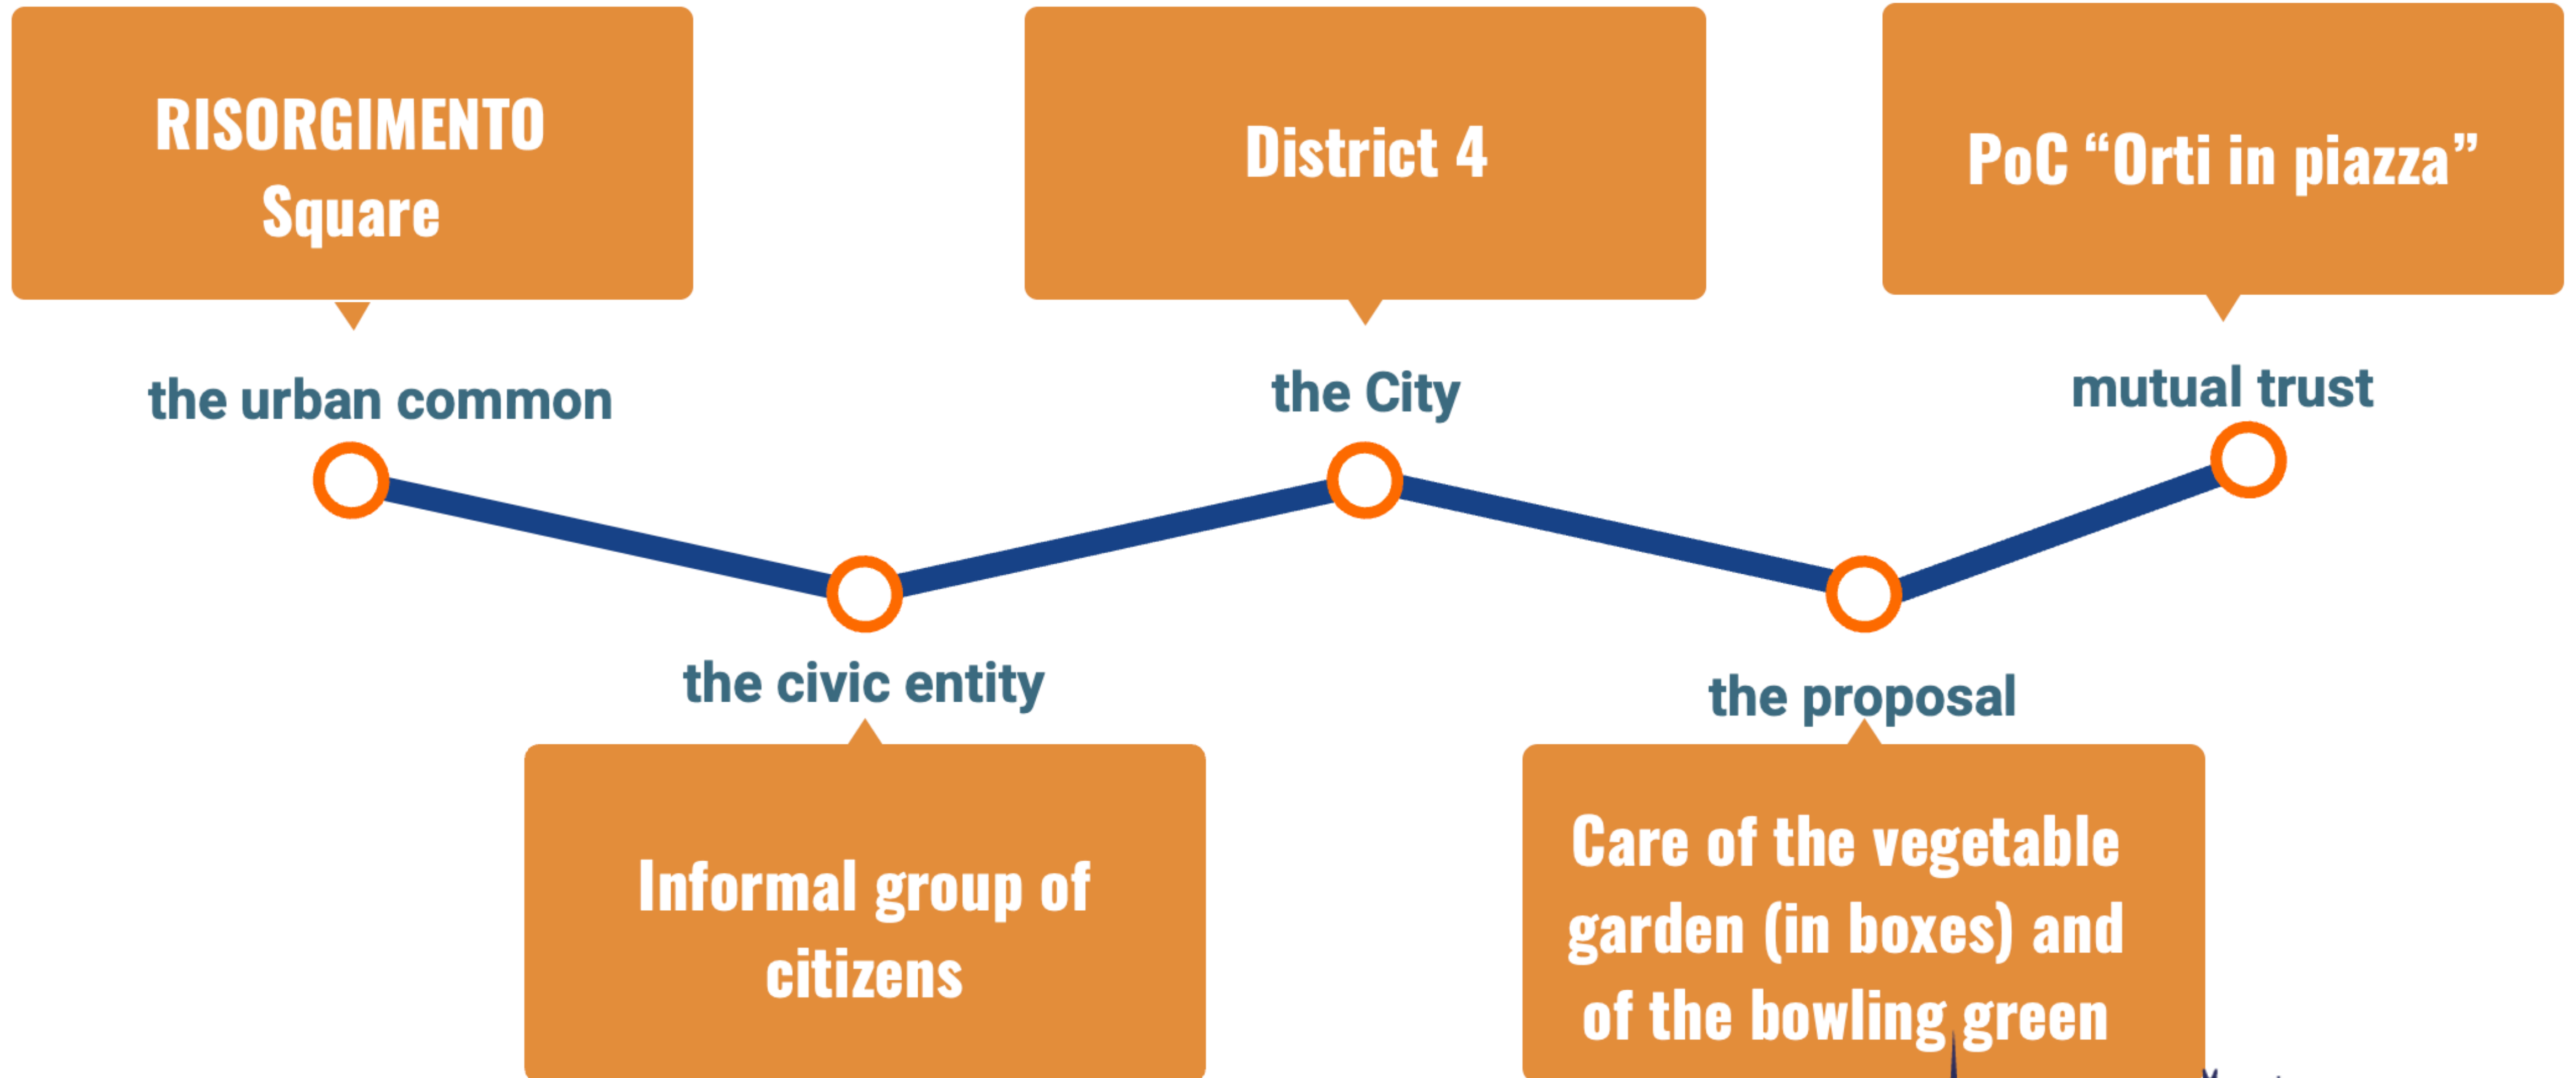 RISORGIMENTO
Square
District 4
PoC “Orti in piazza”
the urban common
the City
mutual trust
the civic entity
the proposal
Informal group of
citizens
Care of the vegetable
garden (in boxes) and
of the bowling green